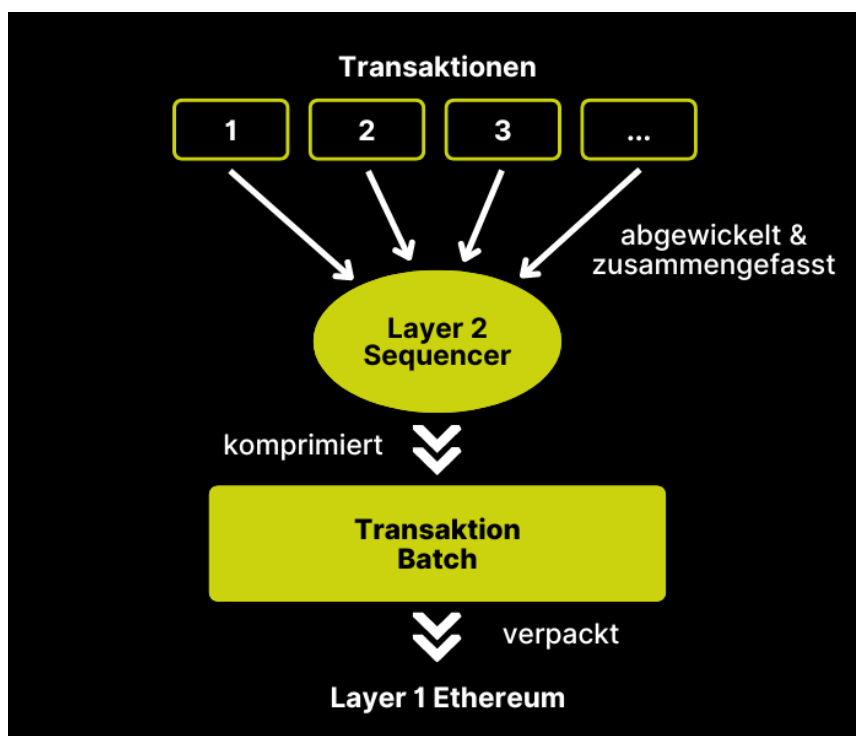 Transaktionen
1
2
3
...
abgewickelt &
zusammengefasst
Layer 2
Sequencer
komprimiert
Transaktion
Batch
verpackt
Layer 1 Ethereum